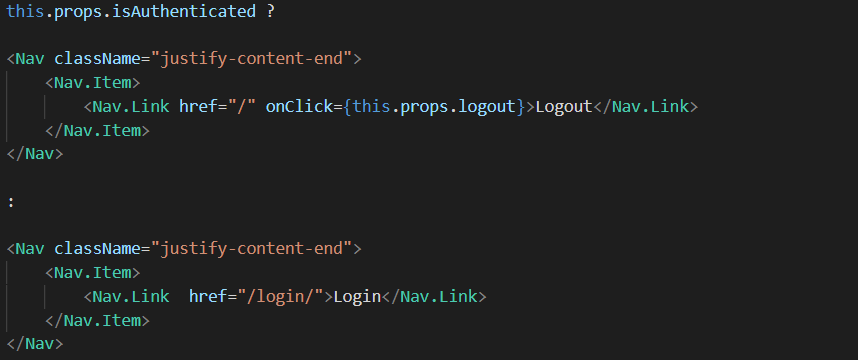 this.props.isAuthenticated ?
<Nav className="justify-content-end">
<Nav.Item>
<Nav.Link href="/" onClick={this.props.logout}>Logout</Nav.Link>
</Nav.Item>
</Nav>
:
<Nav className="justify-content-end">
<Nav.Item>
<Nav.Link  href="/login/">Login</Nav.Link>
</Nav.Item>
</Nav>